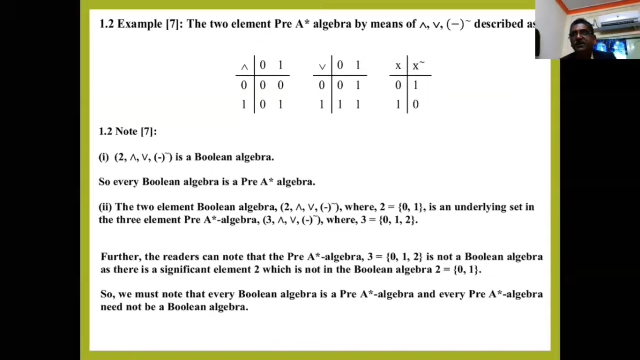 1.2 Example [7]: The two element Pre A* algebra by means of ∧, ∨, (−)~ described as
∧ 0 1
0 0 0
1 0 1
∨ 0 1
0 0 1
1 1 1
x x~
0 1
1 0
1.2 Note [7]:
(i) (2, ∧, ∨, (-)~) is a Boolean algebra.
So every Boolean algebra is a Pre A* algebra.
(ii) The two element Boolean algebra, (2, ∧, ∨, (-)~), where, 2 = {0, 1}, is an underlying set in
the three element Pre A*-algebra, (3, ∧, ∨, (-)~), where, 3 = {0, 1, 2}.
Further, the readers can note that the Pre A*-algebra, 3 = {0, 1, 2} is not a Boolean algebra
as there is a significant element 2 which is not in the Boolean algebra 2 = {0, 1}.
So, we must note that every Boolean algebra is a Pre A*-algebra and every Pre A*-algebra
need not be a Boolean algebra.